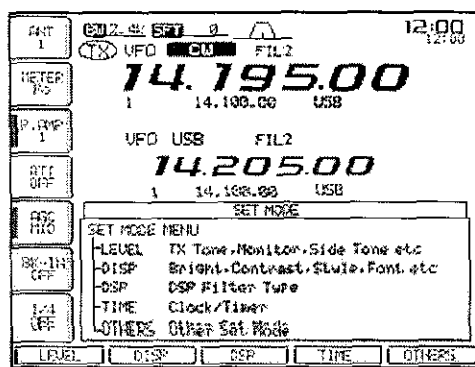 ANT
1
BW 2.4K SFT 0
12:00
12:00
TX VFO CW FIL2
METER
14.195.00
1 14.100.00 USB
P.AMP
1
VFO USB FIL2
ATT
OFF
14.205.00
1 14.100.00 USB
AGC
MID
SET MODE
SET MODE MENU
LEVEL TX Tone,Monitor,Side Tone etc
BK-IN
OFF
DISP Bright,Contrast,Style,Font,etc
DSP DSP Filter Type
1/4
OFF
TIME Clock/Timer
OTHERS Other Set Mode
LEVEL DISP DSP TIME OTHERS